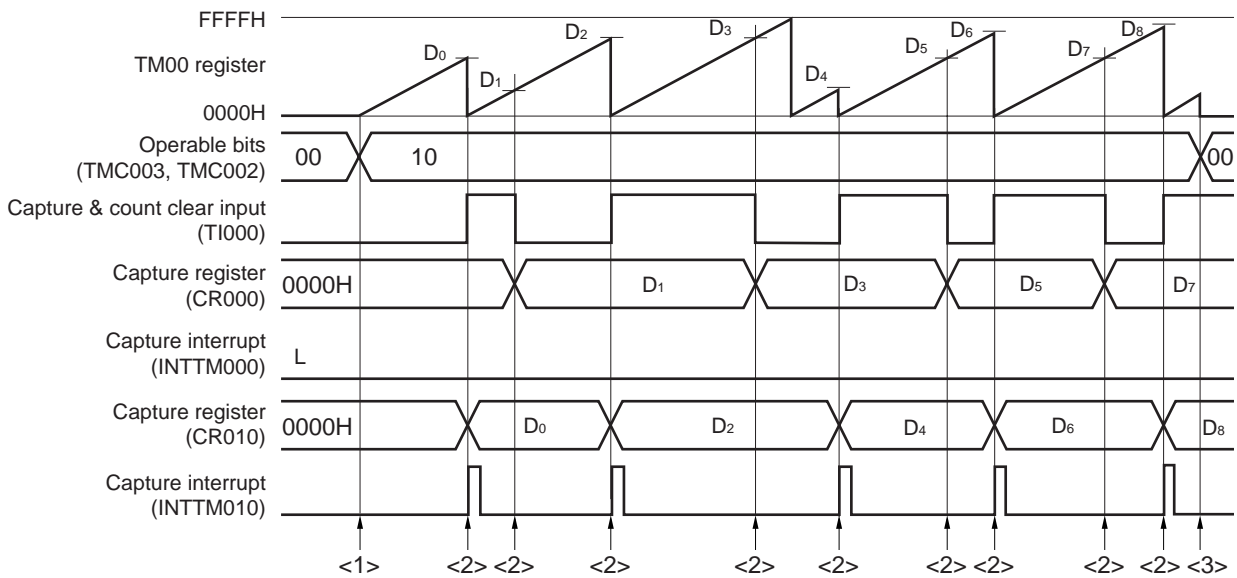 FFFFH
TM00 register
0000H
D0 D1 D2 D3 D4 D5 D6 D7 D8
Operable bits
(TMC003, TMC002)
00 10 00
Capture & count clear input
(TI000)
Capture register
(CR000)
0000H D1 D3 D5 D7
Capture interrupt
(INTTM000)
L
Capture register
(CR010)
0000H D0 D2 D4 D6 D8
Capture interrupt
(INTTM010)
<1> <2> <2> <2> <2> <2> <2> <2> <2> <2> <3>